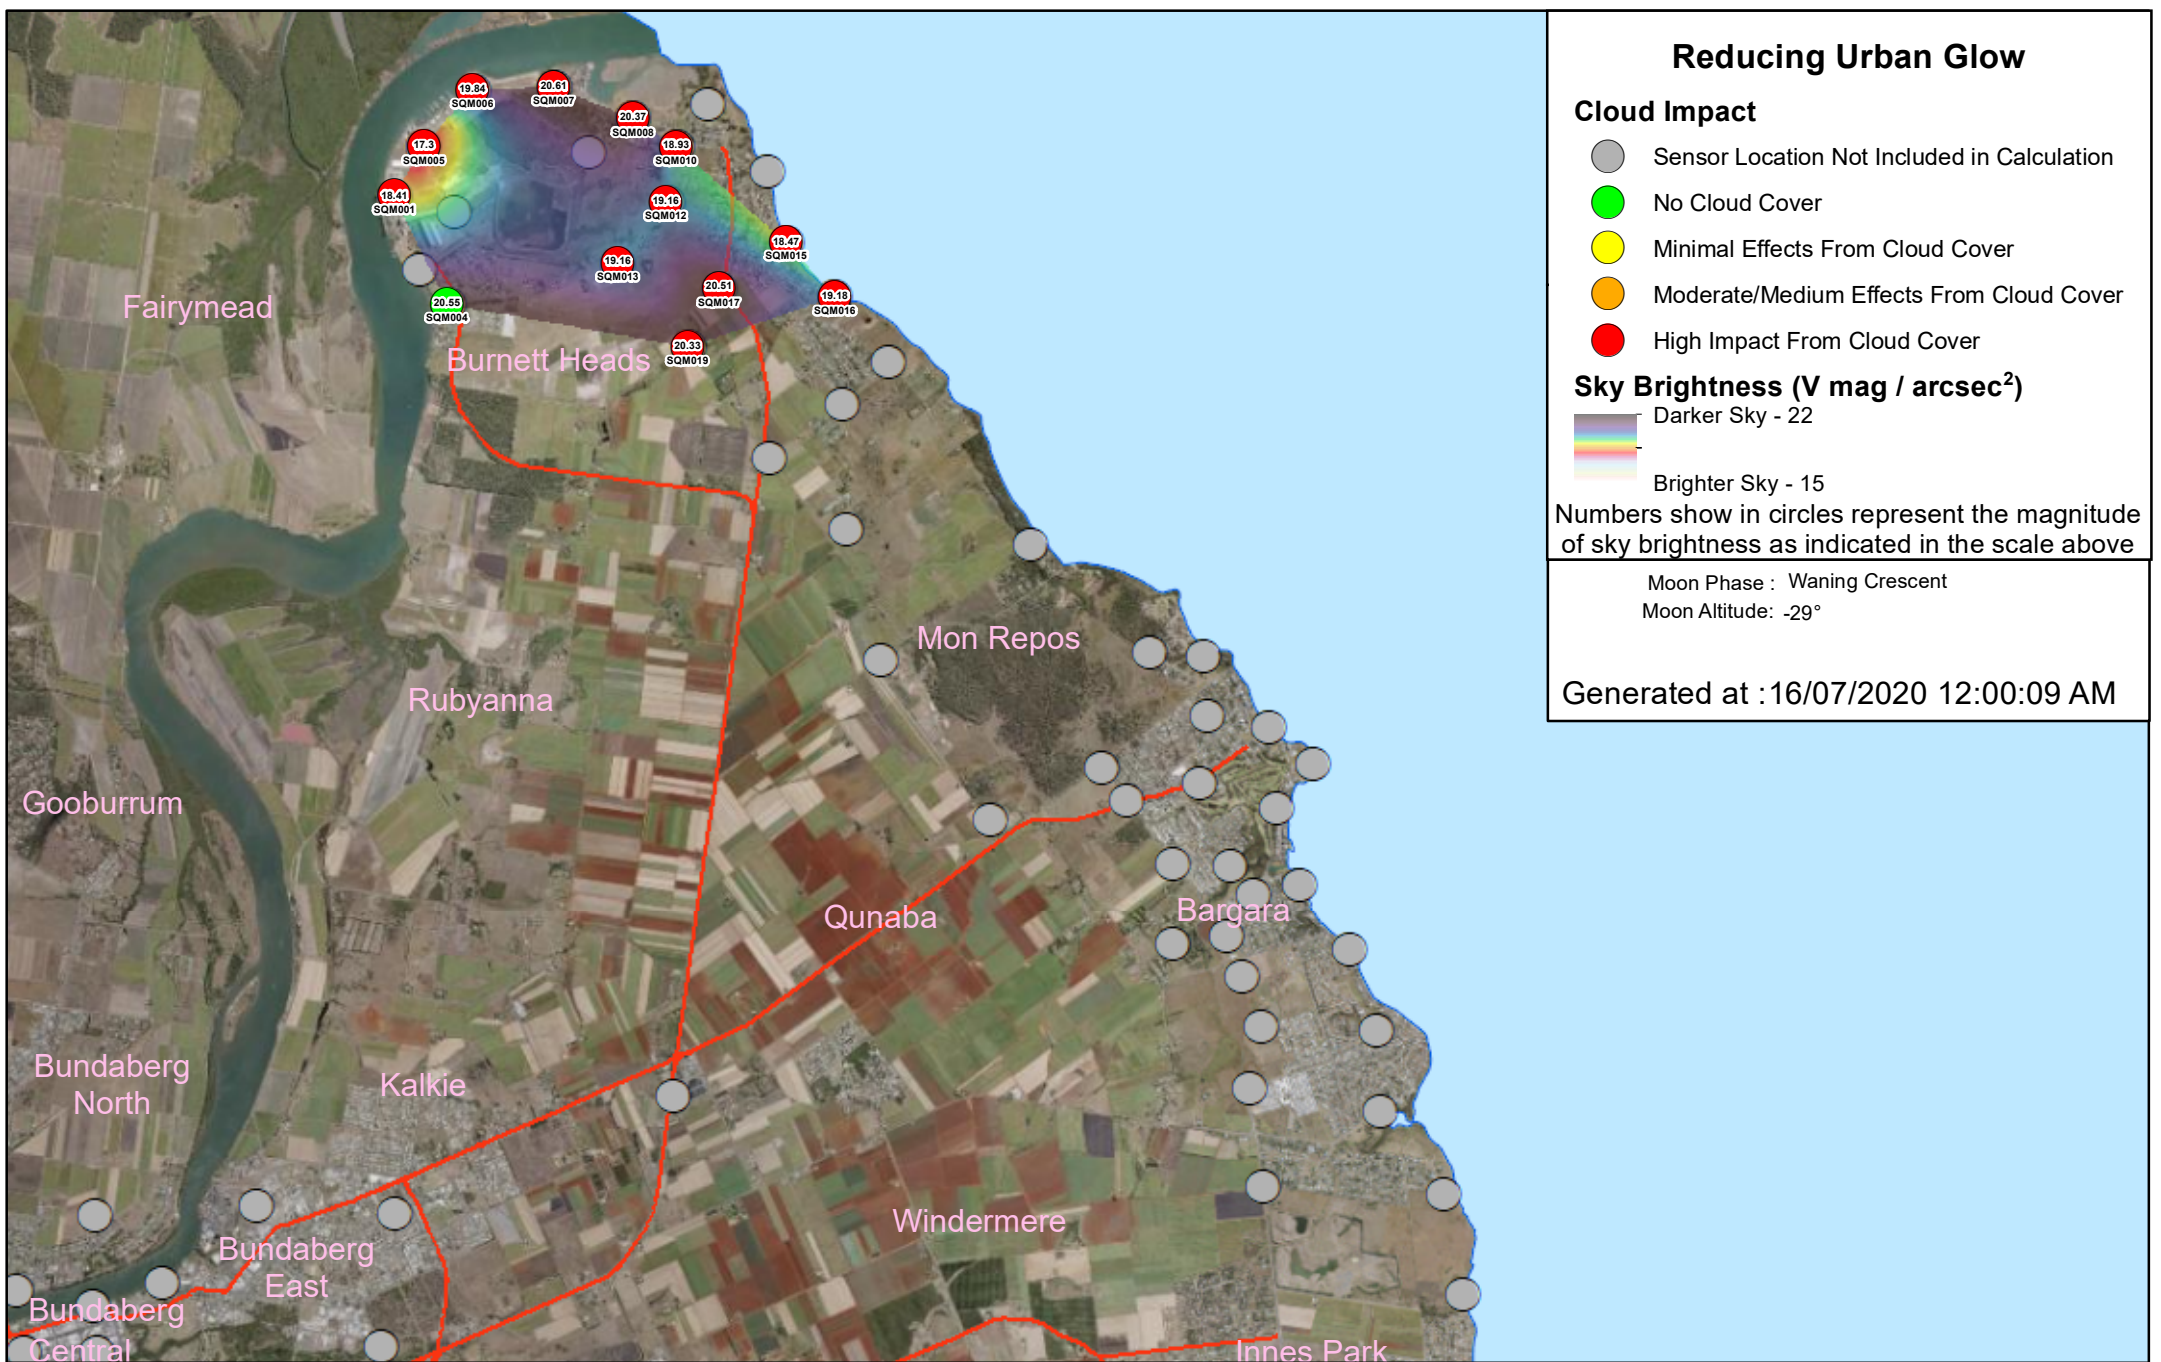 Reducing Urban Glow
Cloud Impact
Sensor Location Not Included in Calculation
No Cloud Cover
Minimal Effects From Cloud Cover
Moderate/Medium Effects From Cloud Cover
High Impact From Cloud Cover
Sky Brightness (V mag / arcsec²)
Darker Sky - 22
Brighter Sky - 15
Numbers show in circles represent the magnitude
of sky brightness as indicated in the scale above
Moon Phase : Waning Crescent
Moon Altitude: -29°
Generated at :16/07/2020 12:00:09 AM
19.84
SQM006
20.61
SQM007
20.37
SQM008
17.3
SQM005
18.93
SQM010
18.41
SQM001
19.16
SQM012
18.47
SQM015
19.16
SQM013
20.51
SQM017
19.18
SQM016
20.55
SQM004
20.33
SQM019
Fairymead
Burnett Heads
Mon Repos
Rubyanna
Gooburrum
Qunaba
Bargara
Bundaberg
North
Kalkie
Windermere
Bundaberg
East
Bundaberg
Central
Innes Park